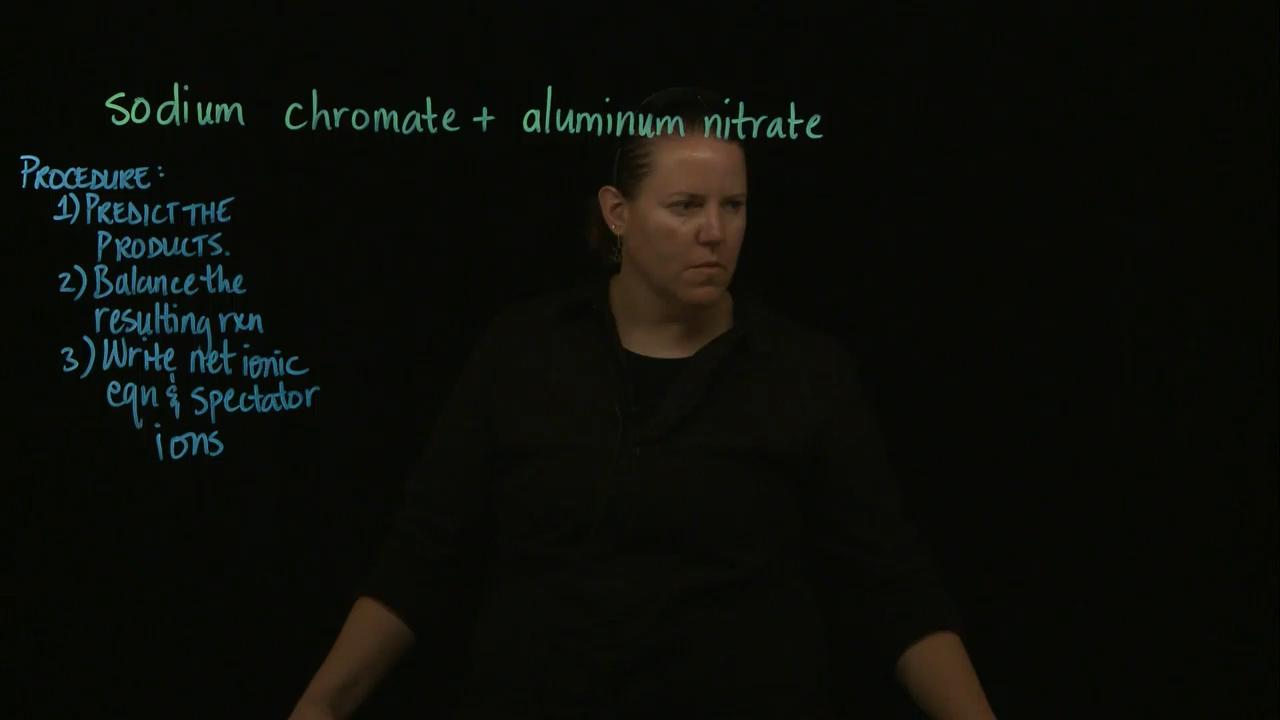 sodium chromate + aluminum nitrate
PROCEDURE:
1) PREDICT THE
PRODUCTS.
2) Balance the
resulting rxn
3) Write net ionic
eqn & spectator
ions